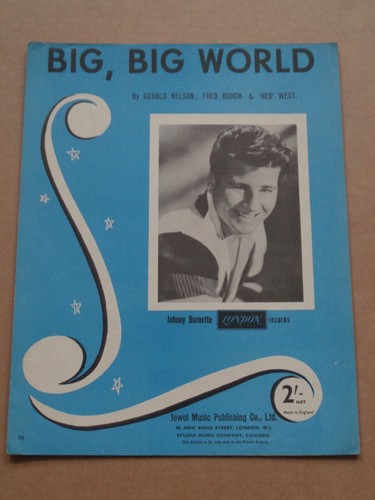 BIG, BIG WORLD
By GERALD NELSON, FRED BURCH & 'RED' WEST.
Johnny Burnette LONDON records
2/-
NET
Made in England
Jewel Music Publishing Co., Ltd.
10, NEW BOND STREET, LONDON, W.1.
STUDIO MUSIC COMPANY, CHICAGO